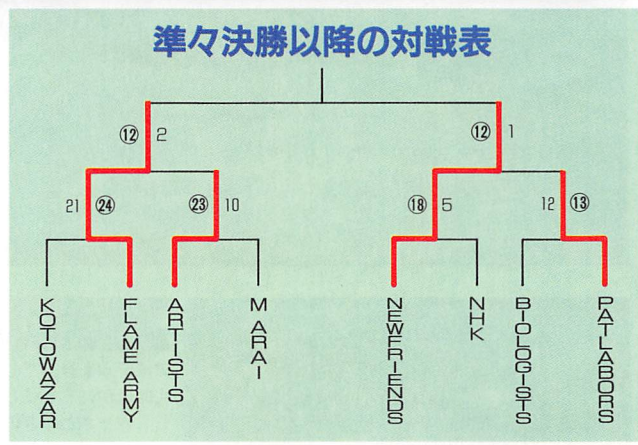 準々決勝以降の対戦表
⑫ 2
⑫ 1
21 ㉔
㉓ 10
⑱ 5
12 ⑬
KOTOWAZAR
FLAME ARMY
ARTISTS
MARAI
NEWFRIENDS
NHK
BIOLOGISTS
PATLABORS